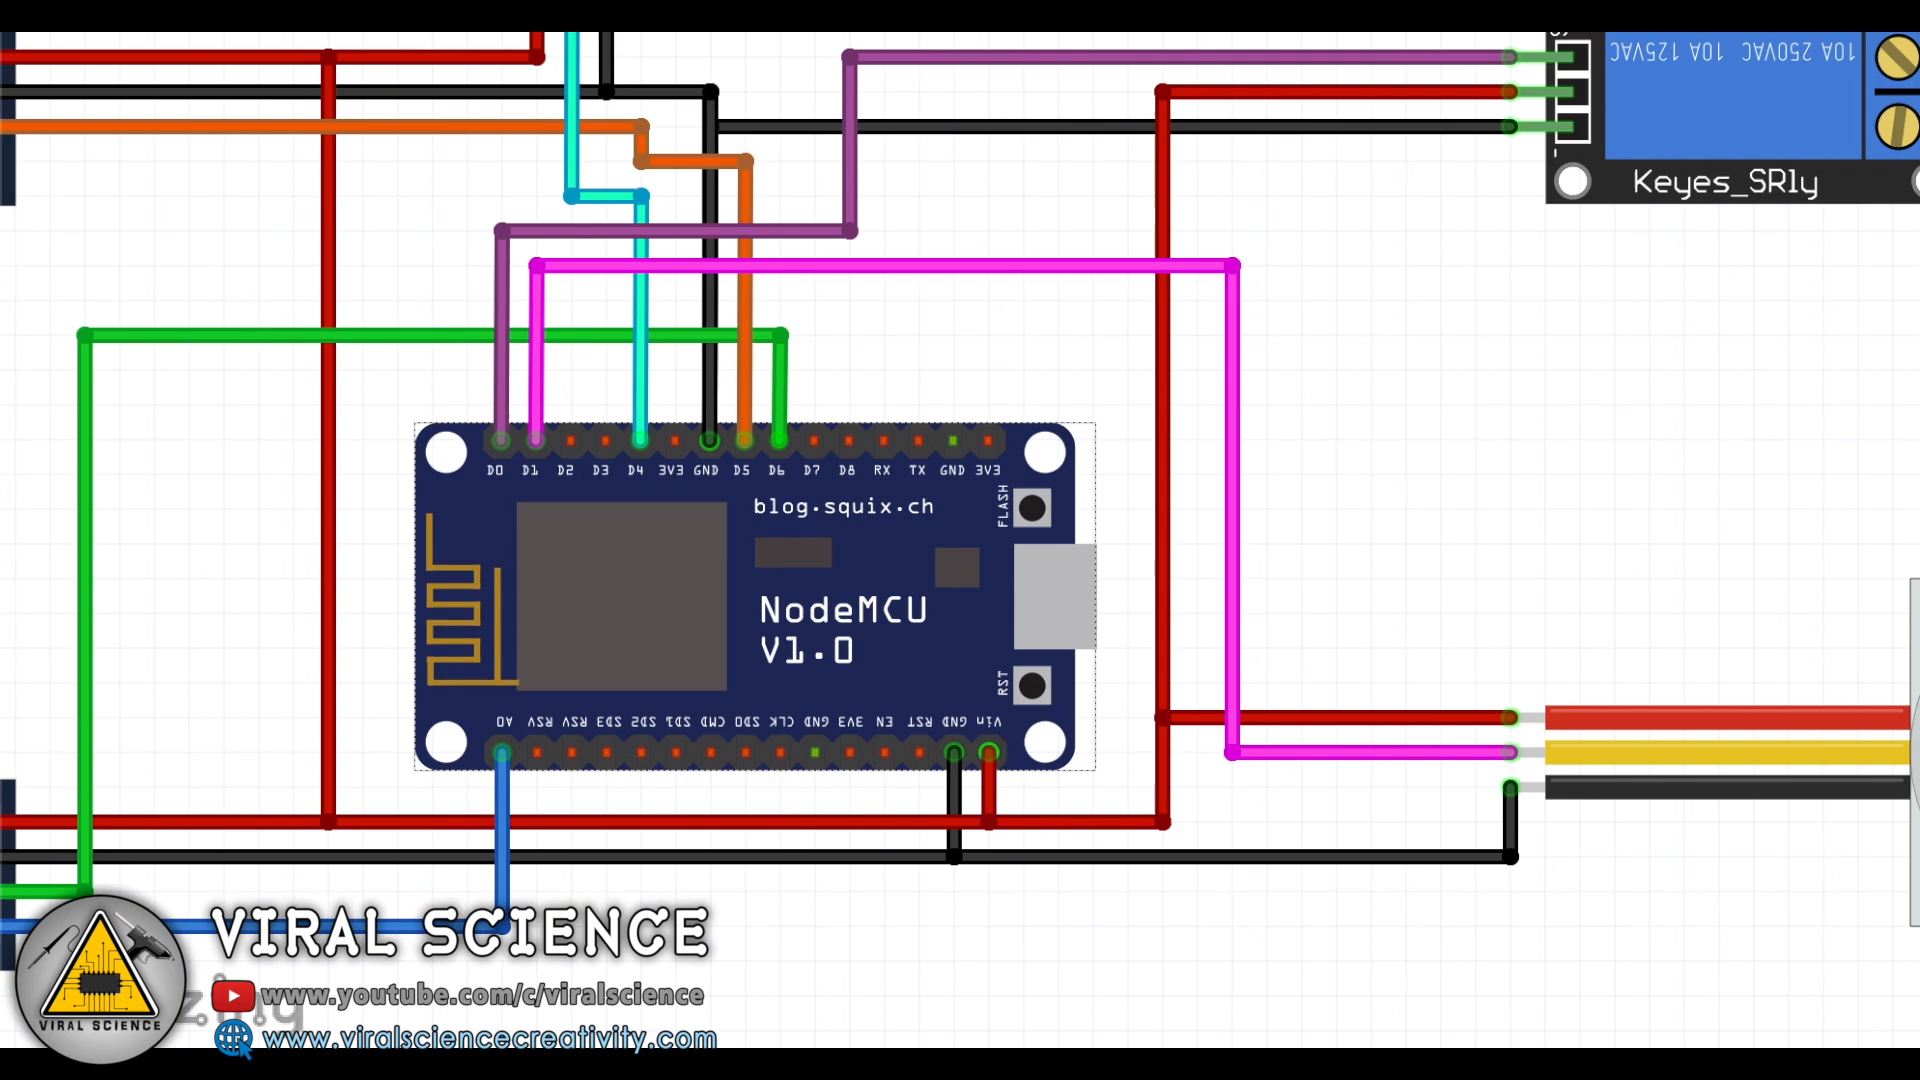 10A 250VAC 10A 125VAC
Keyes_SRly
D0 D1 D2 D3 D4 3V3 GND D5 D6 D7 D8 RX TX GND 3V3
blog.squix.ch
FLASH
NodeMCU
V1.0
RST
A0 RSV RSV SD3 SD2 SD1 CMD SD0 CLK GND 3V3 EN RST GND Vin
VIRAL SCIENCE
www.youtube.com/c/viralscience
VIRAL SCIENCE
www.viralsciencecreativity.com